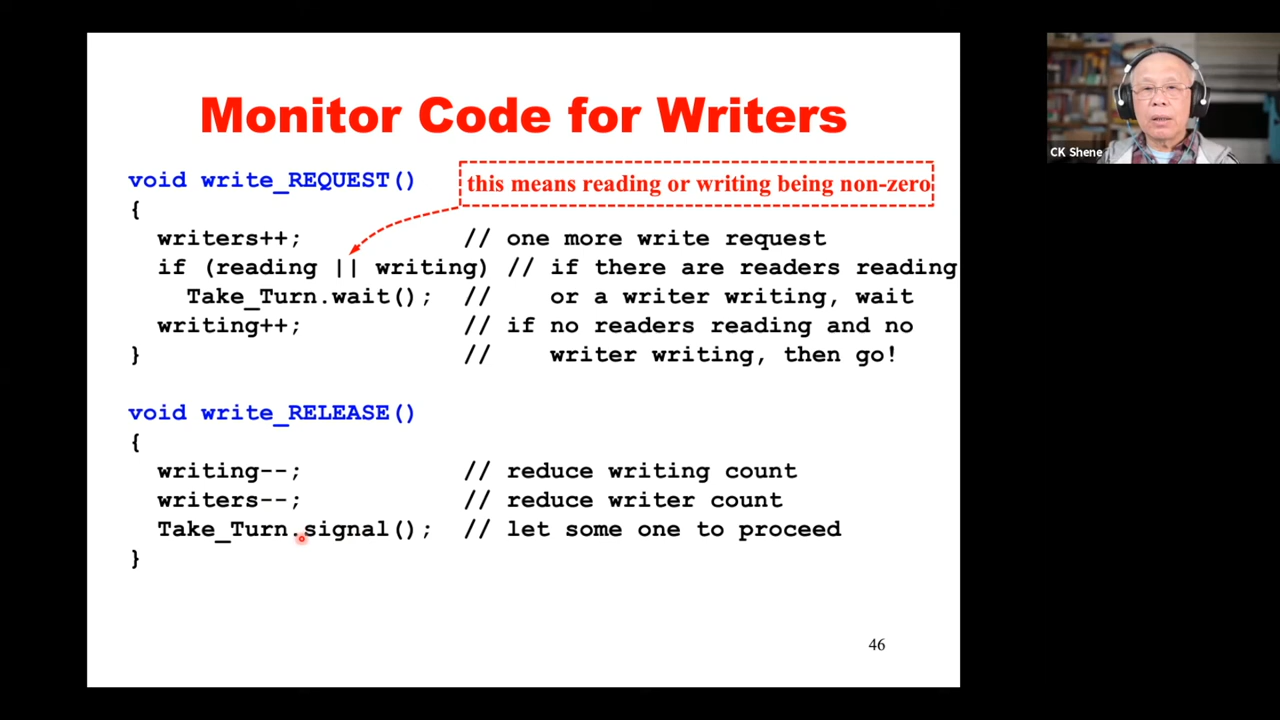 Monitor Code for Writers
void write_REQUEST()
this means reading or writing being non-zero
{
writers++; // one more write request
if (reading || writing) // if there are readers reading
Take_Turn.wait(); // or a writer writing, wait
writing++; // if no readers reading and no
} // writer writing, then go!
void write_RELEASE()
{
writing--; // reduce writing count
writers--; // reduce writer count
Take_Turn.signal(); // let some one to proceed
}
46
CK Shene